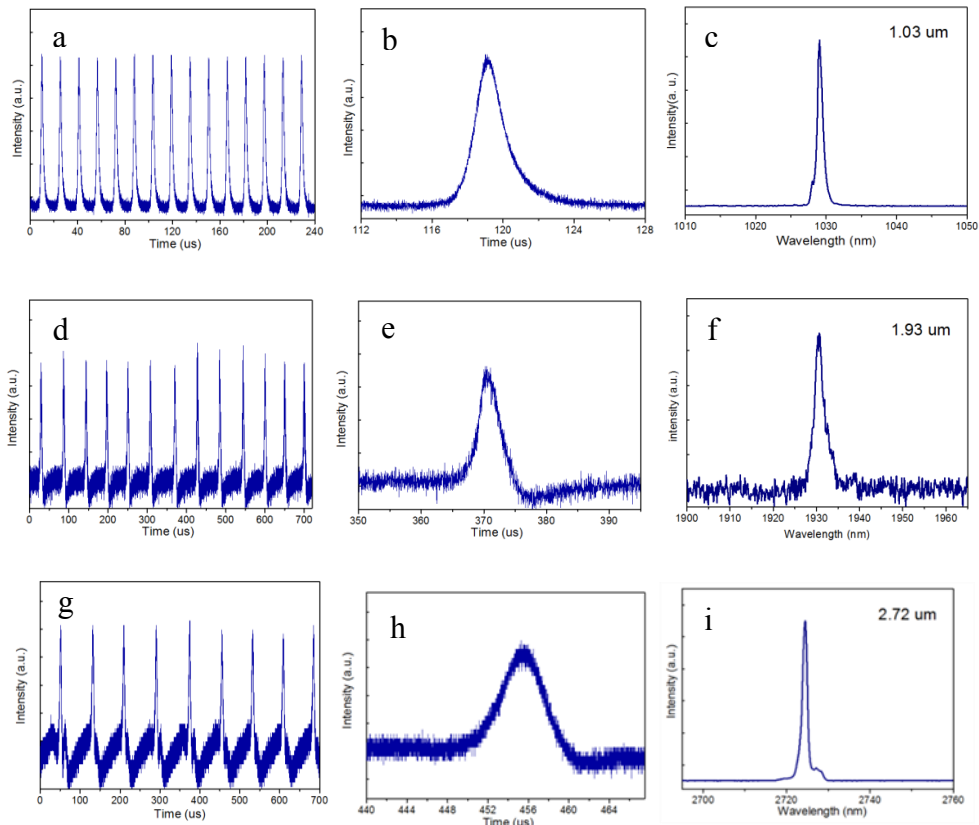 a
Intensity (a.u.)
0 40 80 120 160 200 240
Time (us)
b
Intensity (a.u.)
112 116 120 124 128
Time (us)
c
1.03 um
Intensity(a. u.)
1010 1020 1030 1040 1050
Wavelength (nm)
d
Intensity (a.u.)
0 100 200 300 400 500 600 700
Time (us)
e
Intensity (a.u.)
350 360 370 380 390
Time (us)
f
1.93 um
intensity (a.u.)
1900 1910 1920 1930 1940 1950 1960
Wavelength (nm)
g
Intensity (a.u.)
0 100 200 300 400 500 600 700
Time (us)
h
Intensity (a.u.)
440 444 448 452 456 460 464
Time (us)
i
2.72 um
Intensity (a.u.)
2700 2720 2740 2760
Wavelength (nm)